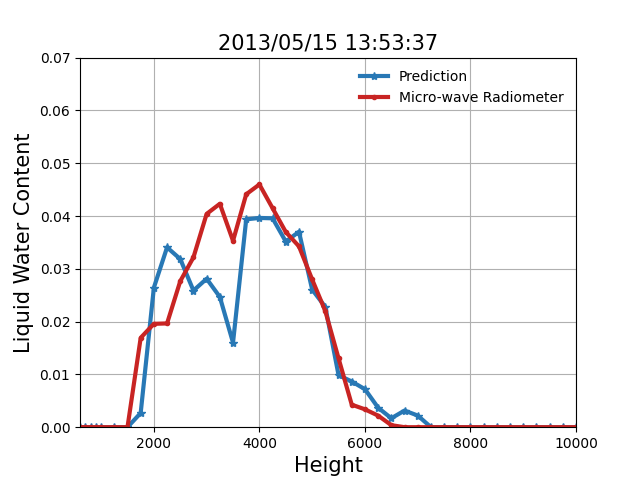 2013/05/15 13:53:37
Prediction
Micro-wave Radiometer
Liquid Water Content
0.07
0.06
0.05
0.04
0.03
0.02
0.01
0.00
2000 4000 6000 8000 10000
Height